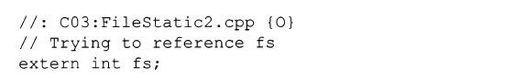 //: C03:FileStatic2.cpp {O}
// Trying to reference fs
extern int fs;